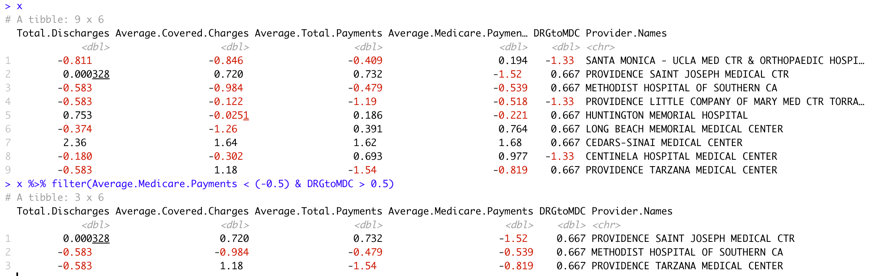 > x
# A tibble: 9 x 6
Total.Discharges Average.Covered.Charges Average.Total.Payments Average.Medicare.Paymen… DRGtoMDC Provider.Names
<dbl> <dbl> <dbl> <dbl> <dbl> <chr>
1 -0.811 -0.846 -0.409 0.194 -1.33 SANTA MONICA - UCLA MED CTR & ORTHOPAEDIC HOSPI…
2 0.000328 0.720 0.732 -1.52 0.667 PROVIDENCE SAINT JOSEPH MEDICAL CTR
3 -0.583 -0.984 -0.479 -0.539 0.667 METHODIST HOSPITAL OF SOUTHERN CA
4 -0.583 -0.122 -1.19 -0.518 -1.33 PROVIDENCE LITTLE COMPANY OF MARY MED CTR TORRA…
5 0.753 -0.0251 0.186 -0.221 0.667 HUNTINGTON MEMORIAL HOSPITAL
6 -0.374 -1.26 0.391 0.764 0.667 LONG BEACH MEMORIAL MEDICAL CENTER
7 2.36 1.64 1.62 1.68 0.667 CEDARS-SINAI MEDICAL CENTER
8 -0.180 -0.302 0.693 0.977 -1.33 CENTINELA HOSPITAL MEDICAL CENTER
9 -0.583 1.18 -1.54 -0.819 0.667 PROVIDENCE TARZANA MEDICAL CENTER
> x %>% filter(Average.Medicare.Payments < (-0.5) & DRGtoMDC > 0.5)
# A tibble: 3 x 6
Total.Discharges Average.Covered.Charges Average.Total.Payments Average.Medicare.Payments DRGtoMDC Provider.Names
<dbl> <dbl> <dbl> <dbl> <dbl> <chr>
1 0.000328 0.720 0.732 -1.52 0.667 PROVIDENCE SAINT JOSEPH MEDICAL CTR
2 -0.583 -0.984 -0.479 -0.539 0.667 METHODIST HOSPITAL OF SOUTHERN CA
3 -0.583 1.18 -1.54 -0.819 0.667 PROVIDENCE TARZANA MEDICAL CENTER